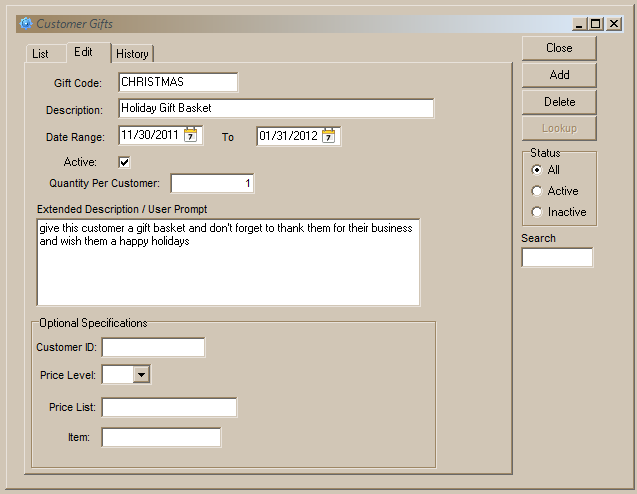 Customer Gifts
List Edit History
Gift Code: CHRISTMAS
Description: Holiday Gift Basket
Date Range: 11/30/2011 7 To 01/31/2012 7
Active:
Quantity Per Customer: 1
Extended Description / User Prompt
give this customer a gift basket and don't forget to thank them for their business
and wish them a happy holidays
Optional Specifications
Customer ID:
Price Level:
Price List:
Item:
Close
Add
Delete
Lookup
Status
All
Active
Inactive
Search